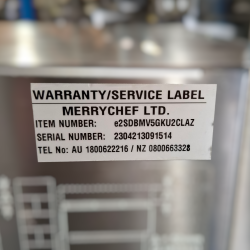 WARRANTY/SERVICE LABEL
MERRYCHEF LTD.
ITEM NUMBER: e2SDBMV5GKU2CLAZ
SERIAL NUMBER: 2304213091514
TEL No: AU 1800622216 / NZ 0800663328